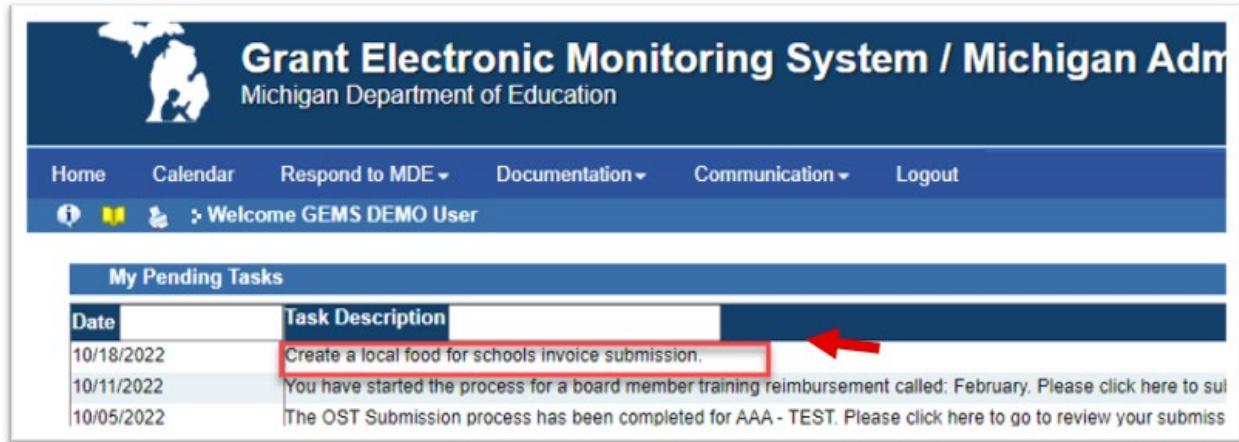 Grant Electronic Monitoring System / Michigan Adm
Michigan Department of Education
Home Calendar Respond to MDE Documentation Communication Logout
Welcome GEMS DEMO User
My Pending Tasks
Date Task Description
10/18/2022 Create a local food for schools invoice submission.
10/11/2022 You have started the process for a board member training reimbursement called: February. Please click here to sul
10/05/2022 The OST Submission process has been completed for AAA - TEST. Please click here to go to review your submiss